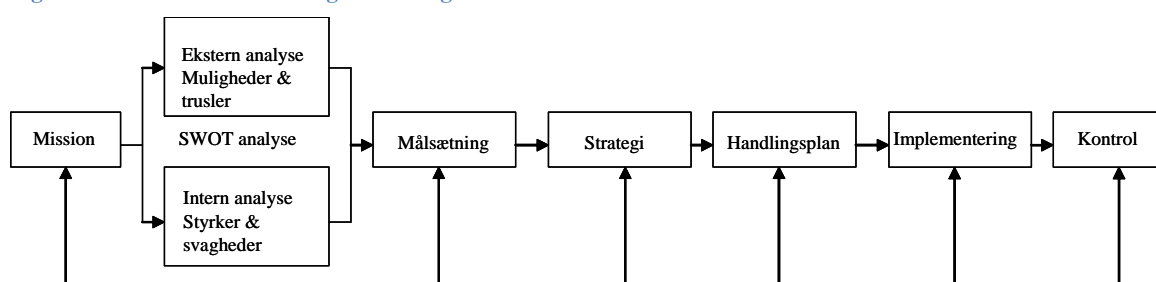 Ekstern analyse
Muligheder &
trusler
Mission
SWOT analyse
Målsætning
Strategi
Handlingsplan
Implementering
Kontrol
Intern analyse
Styrker &
svagheder